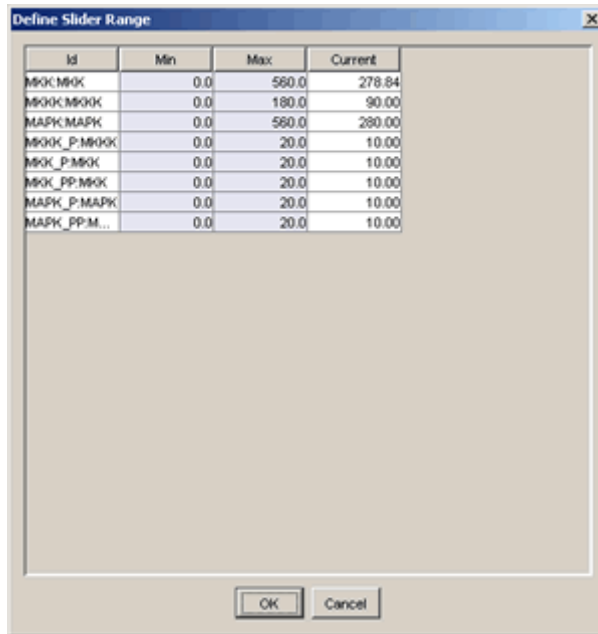 Define Slider Range
Id Min Max Current
MKK:MKK 0.0 560.0 278.84
MKKK:MKKK 0.0 180.0 90.00
MAPK:MAPK 0.0 560.0 280.00
MKKK_P:MKKK 0.0 20.0 10.00
MKK_P:MKK 0.0 20.0 10.00
MKK_PP:MKK 0.0 20.0 10.00
MAPK_P:MAPK 0.0 20.0 10.00
MAPK_PP:M... 0.0 20.0 10.00
OK Cancel